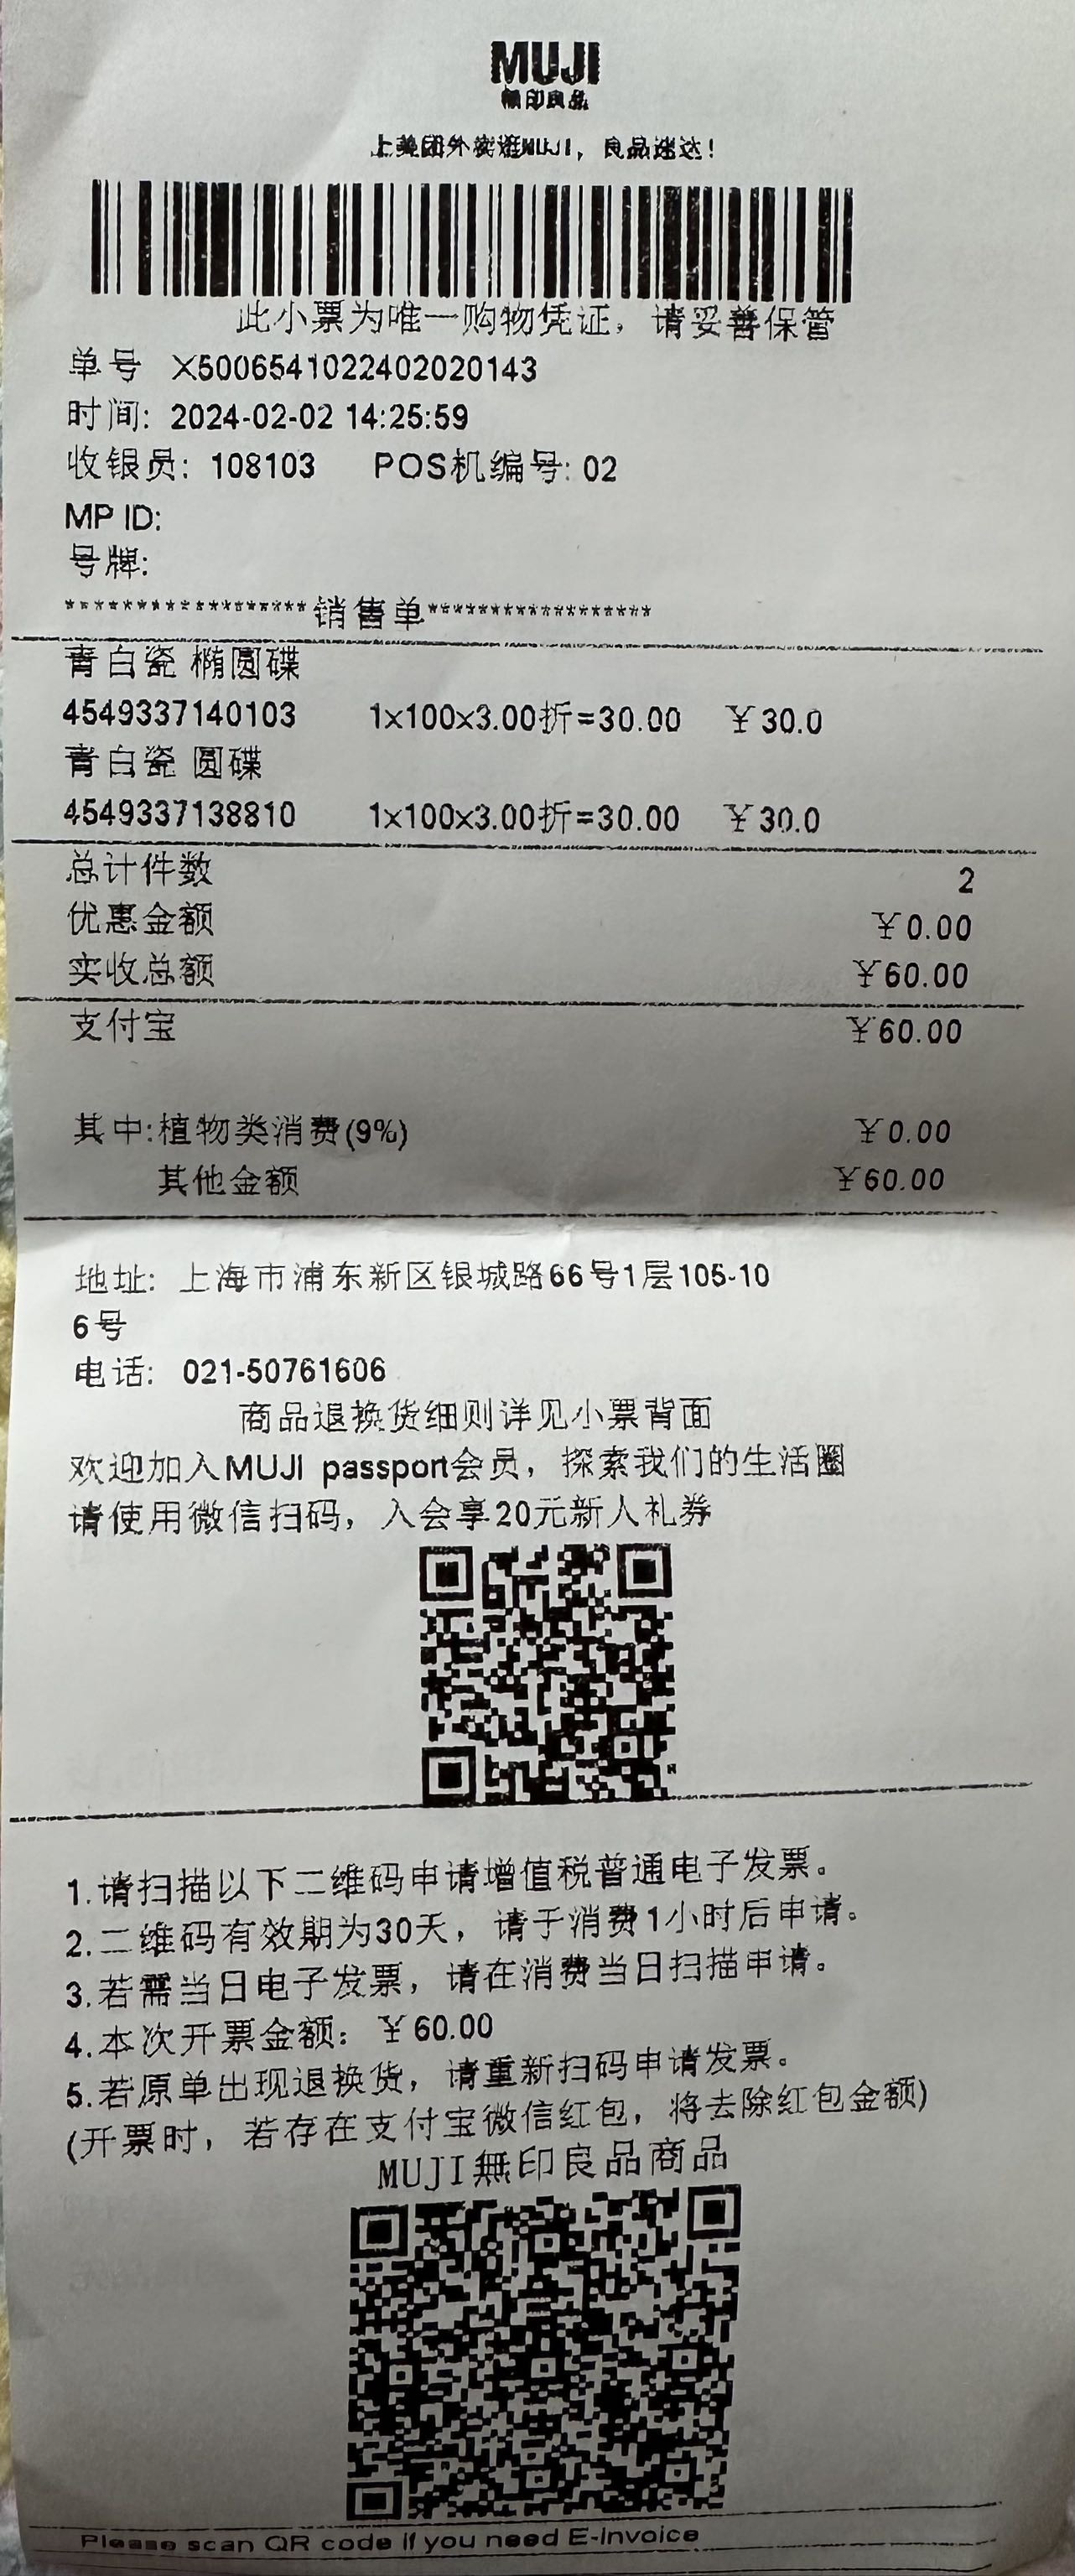 MUJI
無印良品
上美团外卖逛MUJI，良品速达！
此小票为唯一购物凭证，请妥善保管
单号 X5006541022402020143
时间: 2024-02-02 14:25:59
收银员: 108103 POS机编号: 02
MP ID:
号牌:
********************销售单********************
青白瓷 椭圆碟
4549337140103 1x100x3.00折=30.00 ￥30.0
青白瓷 圆碟
4549337138810 1x100x3.00折=30.00 ￥30.0
总计件数 2
优惠金额 ￥0.00
实收总额 ￥60.00
支付宝 ￥60.00
其中:植物类消费(9%) ￥0.00
其他金额 ￥60.00
地址: 上海市浦东新区银城路66号1层105-10
6号
电话: 021-50761606
商品退换货细则详见小票背面
欢迎加入MUJI passport会员，探索我们的生活圈
请使用微信扫码，入会享20元新人礼券
1.请扫描以下二维码申请增值税普通电子发票。
2.二维码有效期为30天，请于消费1小时后申请。
3.若需当日电子发票，请在消费当日扫描申请。
4.本次开票金额: ￥60.00
5.若原单出现退换货，请重新扫码申请发票。
(开票时，若存在支付宝微信红包，将去除红包金额)
MUJI無印良品商品
Please scan QR code if you need E-invoice